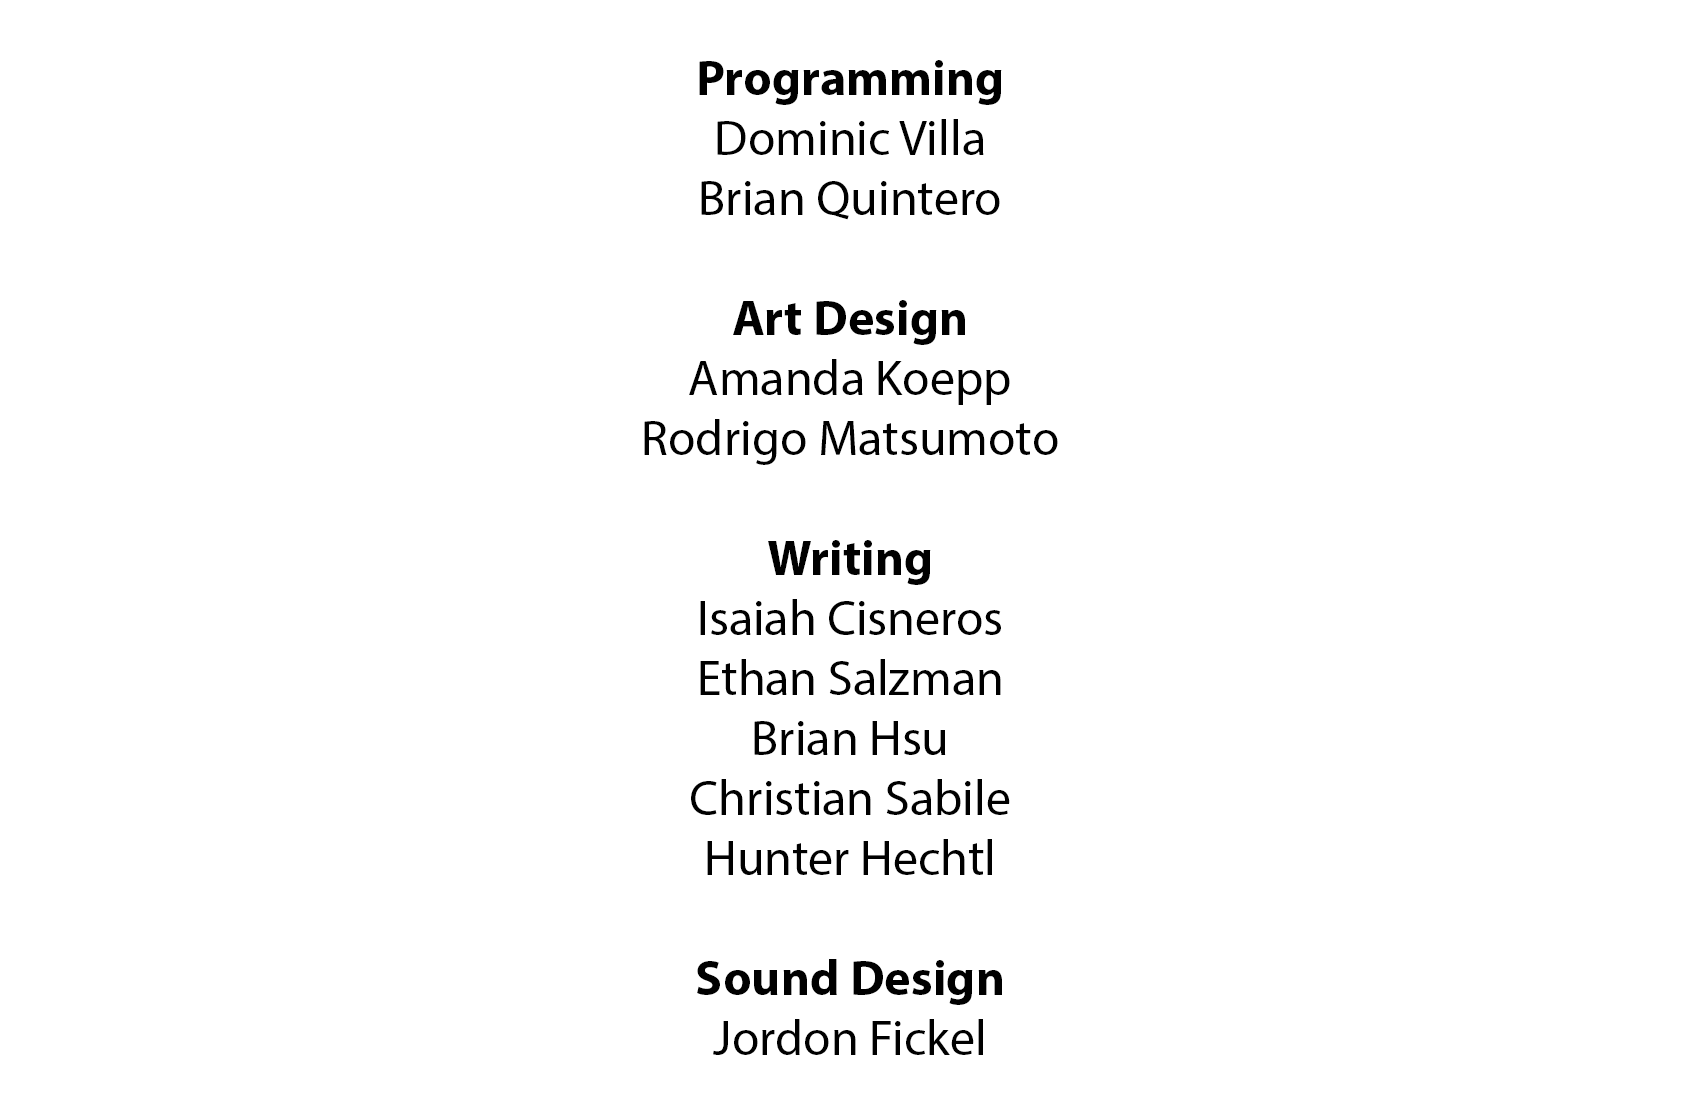 Programming
Dominic Villa
Brian Quintero
Art Design
Amanda Koepp
Rodrigo Matsumoto
Writing
Isaiah Cisneros
Ethan Salzman
Brian Hsu
Christian Sabile
Hunter Hechtl
Sound Design
Jordon Fickel